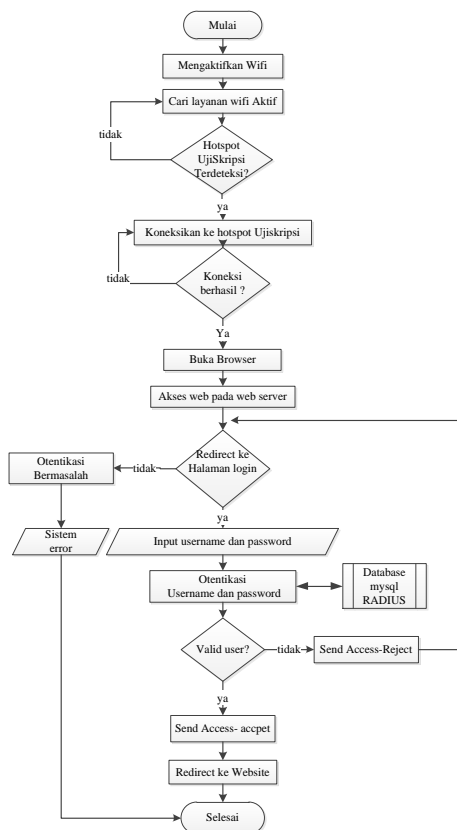 Mulai
Mengaktifkan Wifi
Cari layanan wifi Aktif
tidak
Hotspot
UjiSkripsi
Terdeteksi?
ya
Koneksikan ke hotspot Ujiskripsi
tidak
Koneksi
berhasil ?
Ya
Buka Browser
Akses web pada web server
Redirect ke
Halaman login
tidak
Otentikasi
Bermasalah
Sistem
error
ya
Input username dan password
Otentikasi
Username dan password
Database
mysql
RADIUS
Valid user?
tidak
Send Access-Reject
ya
Send Access- accpet
Redirect ke Website
Selesai